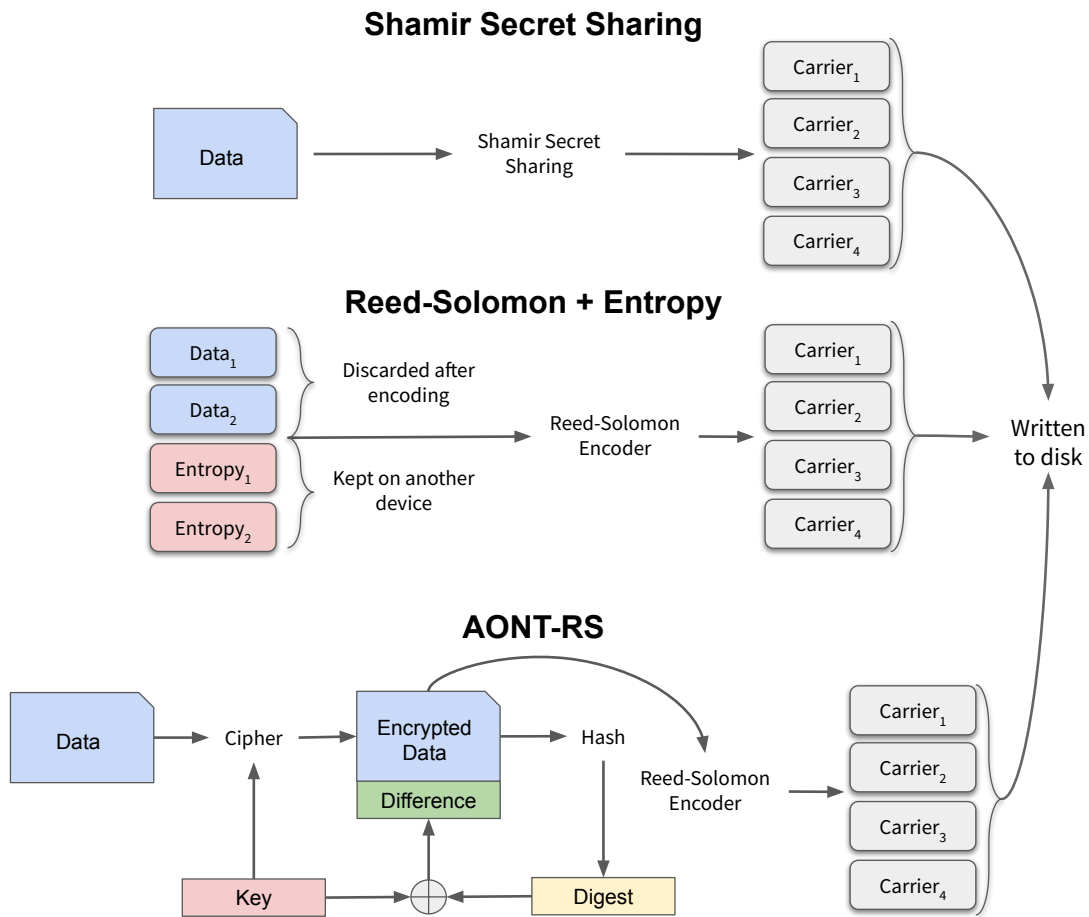 Shamir Secret Sharing
Data
Shamir Secret
Sharing
Carrier₁
Carrier₂
Carrier₃
Carrier₄
Reed-Solomon + Entropy
Data₁
Data₂
Entropy₁
Entropy₂
Discarded after
encoding
Kept on another
device
Reed-Solomon
Encoder
Carrier₁
Carrier₂
Carrier₃
Carrier₄
Written
to disk
AONT-RS
Data
Cipher
Encrypted
Data
Difference
Hash
Reed-Solomon
Encoder
Key
Digest
Carrier₁
Carrier₂
Carrier₃
Carrier₄